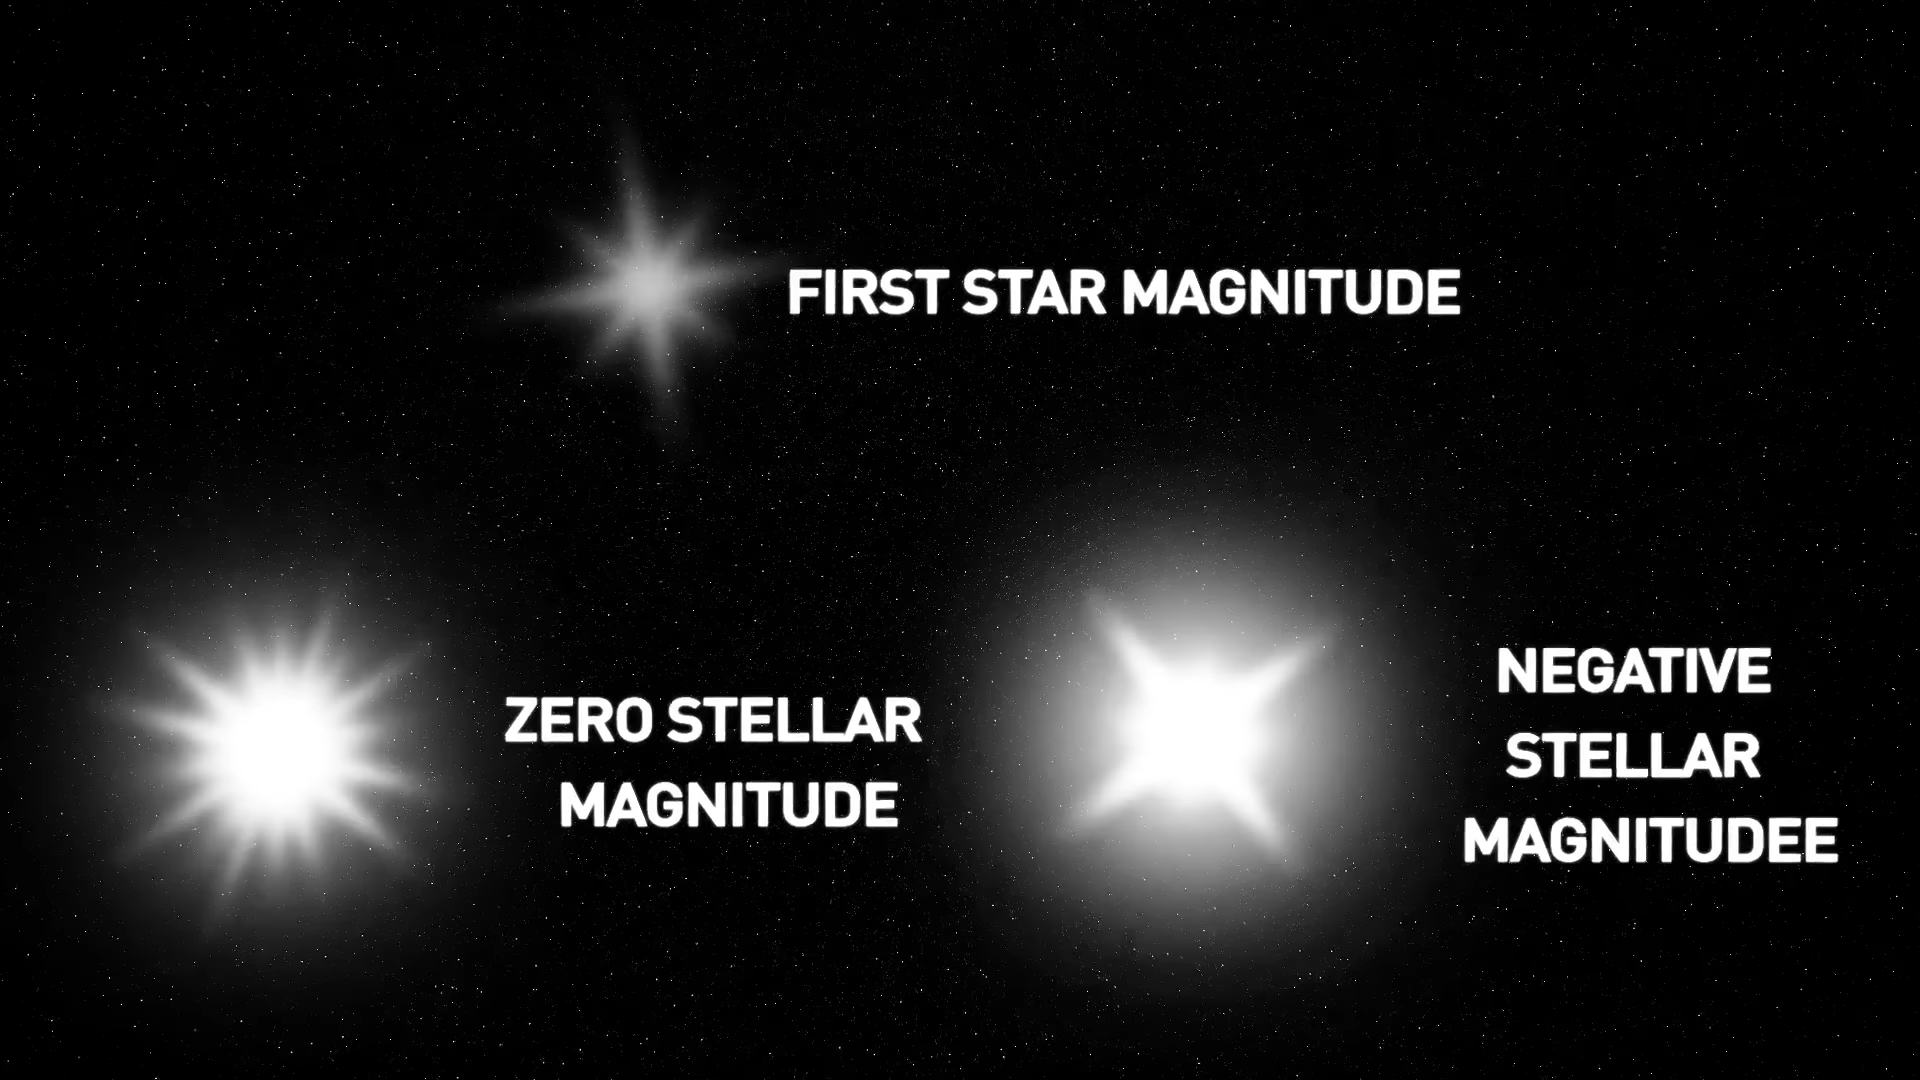 FIRST STAR MAGNITUDE
ZERO STELLAR
MAGNITUDE
NEGATIVE
STELLAR
MAGNITUDEE